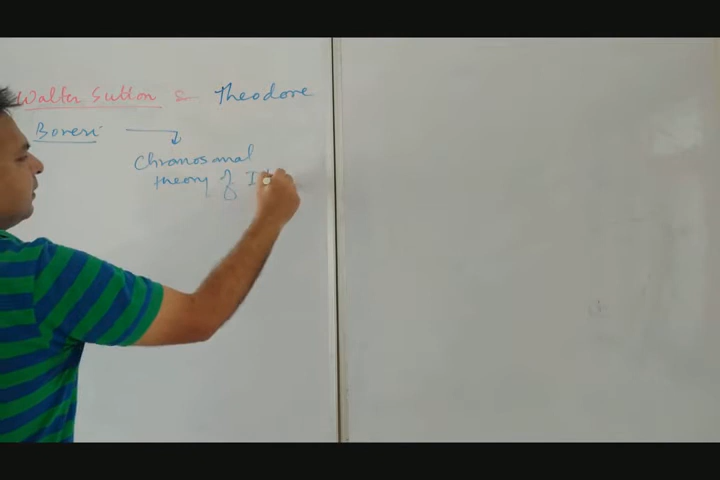 Walter Sutton & Theodore
Boveri
Chromosomal
theory of I